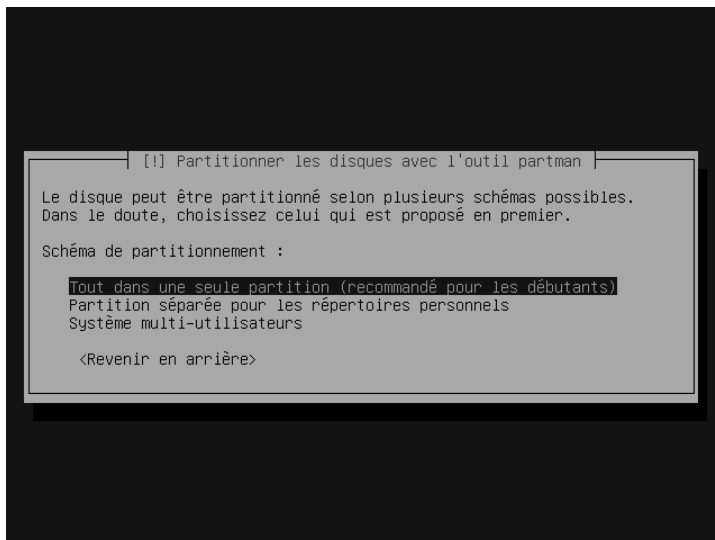 [!] Partitionner les disques avec l'outil partman
Le disque peut être partitionné selon plusieurs schémas possibles.
Dans le doute, choisissez celui qui est proposé en premier.
Schéma de partitionnement :
Tout dans une seule partition (recommandé pour les débutants)
Partition séparée pour les répertoires personnels
Système multi-utilisateurs
<Revenir en arrière>